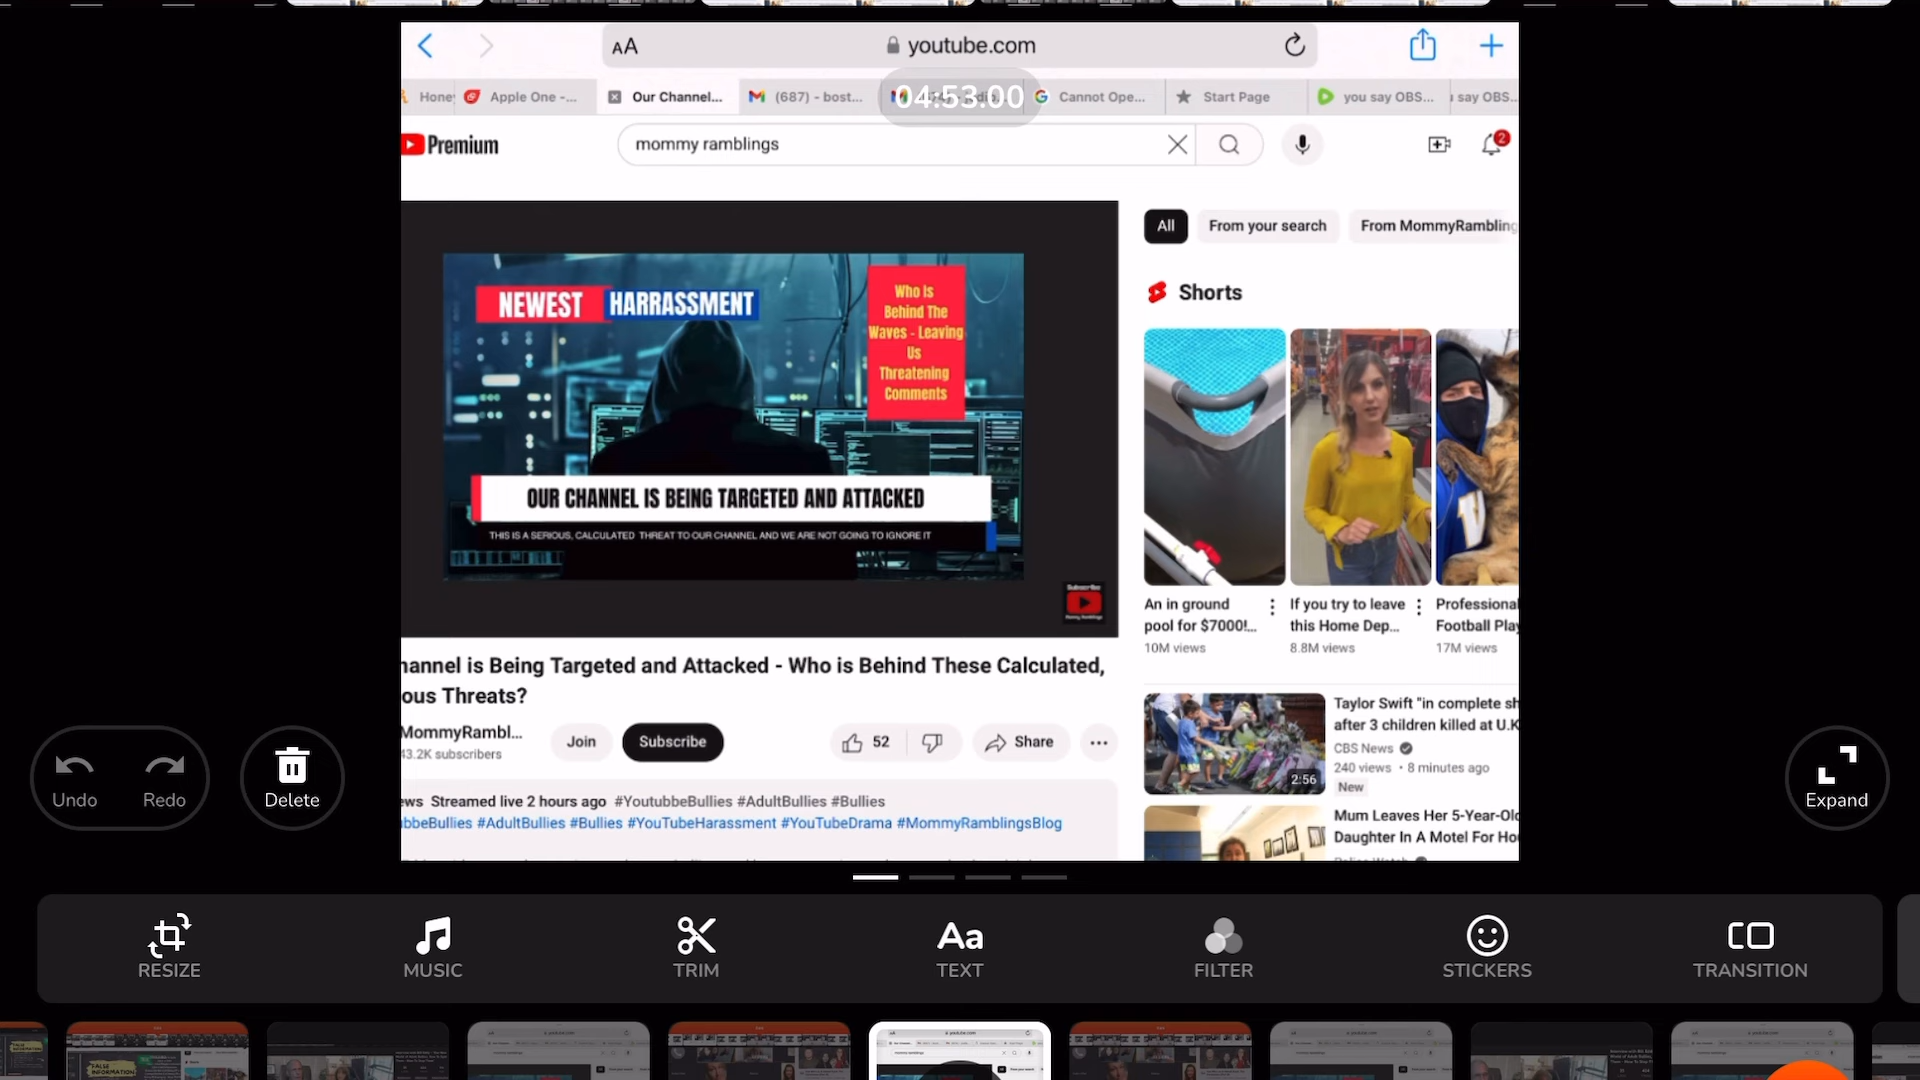 AA
youtube.com
Apple One -...
Our Channel...
(687) - bost...
04:53.00
Cannot Ope...
Start Page
you say OBS...
say OBS...
Premium
mommy ramblings
2
NEWEST HARRASSMENT
Who Is
Behind The
Waves - Leaving
Us
Threatening
Comments
OUR CHANNEL IS BEING TARGETED AND ATTACKED
THIS IS A SERIOUS, CALCULATED THREAT TO OUR CHANNEL AND WE ARE NOT GOING TO IGNORE IT
Subscribe
hannel is Being Targeted and Attacked - Who is Behind These Calculated,
ous Threats?
MommyRambl...
43.2K subscribers
Join
Subscribe
52
Share
ews Streamed live 2 hours ago #YoutubbeBullies #AdultBullies #Bullies
bbeBullies #AdultBullies #Bullies #YouTubeHarassment #YouTubeDrama #MommyRamblingsBlog
All
From your search
From MommyRambling
Shorts
An in ground
pool for $7000!...
10M views
If you try to leave
this Home Dep...
8.8M views
Professional
Football Play
17M views
2:56
Taylor Swift "in complete sh
after 3 children killed at U.K
CBS News
240 views • 8 minutes ago
New
Mum Leaves Her 5-Year-Old
Daughter In A Motel For Ho
Undo
Redo
Delete
Expand
RESIZE
MUSIC
TRIM
Aa
TEXT
FILTER
STICKERS
TRANSITION